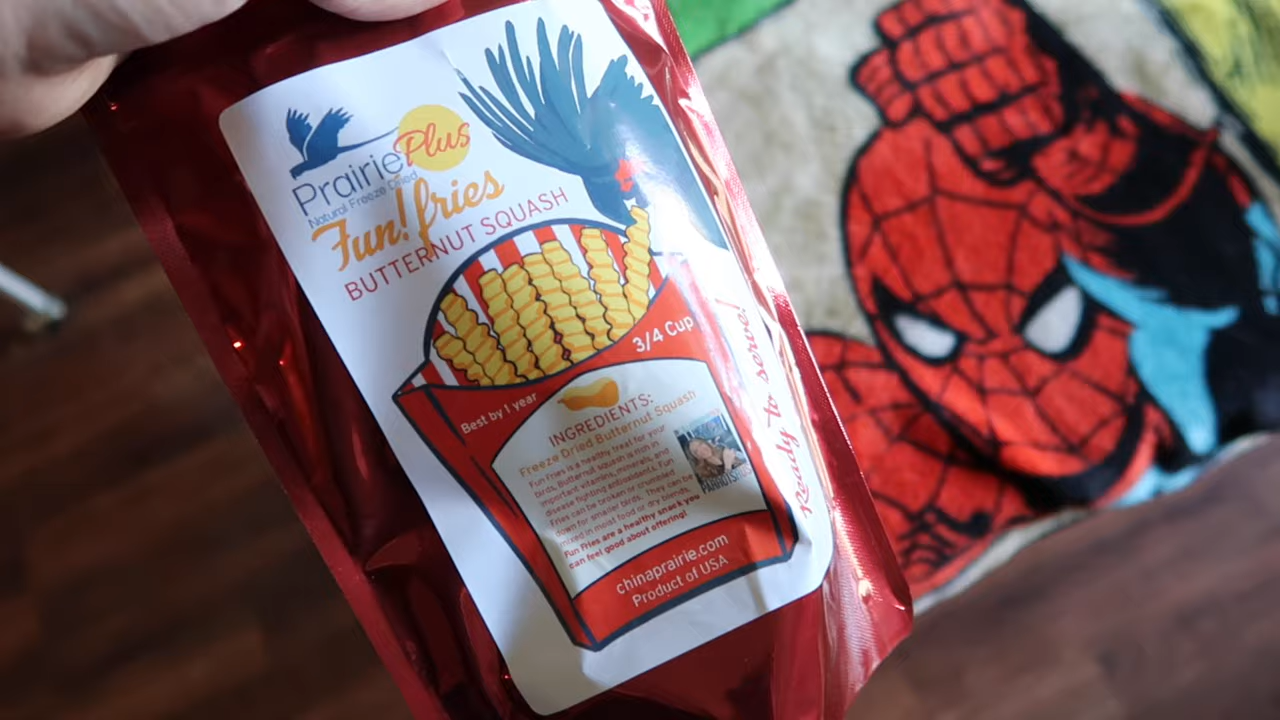 Prairie Plus
Natural Freeze Dried
Fun! fries
BUTTERNUT SQUASH
3/4 Cup
Best by 1 year
Ready to serve!
INGREDIENTS:
Freeze Dried Butternut Squash
Fun Fries is a healthy treat for your
birds. Butternut squash is rich in
important vitamins, minerals, and
disease fighting antioxidants. Fun
Fries can be broken or crumbled
down for smaller birds. They can be
mixed in moist food or dry blends.
Fun Fries are a healthy snack you
can feel good about offering!
chinaprairie.com
Product of USA